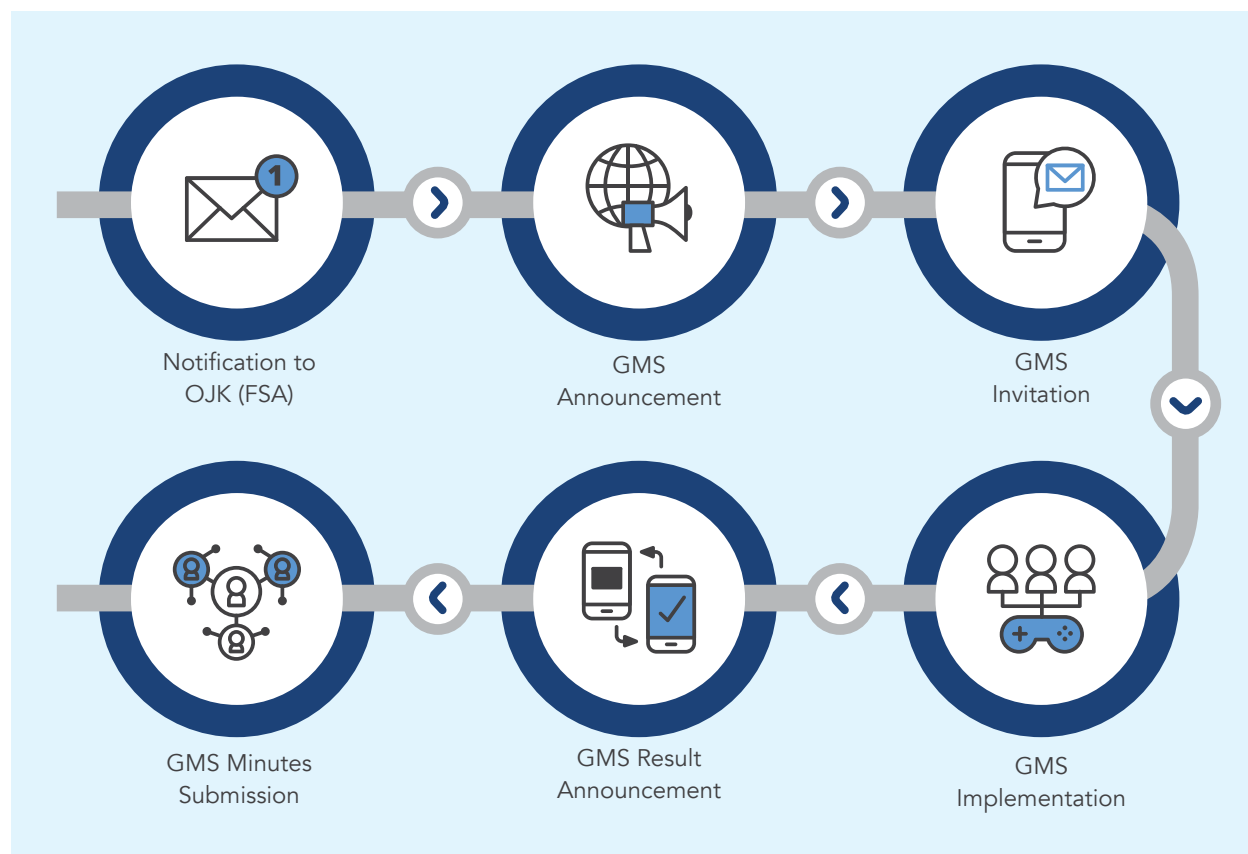 1
Notification to
OJK (FSA)
GMS
Announcement
GMS
Invitation
GMS
Implementation
GMS Result
Announcement
GMS Minutes
Submission